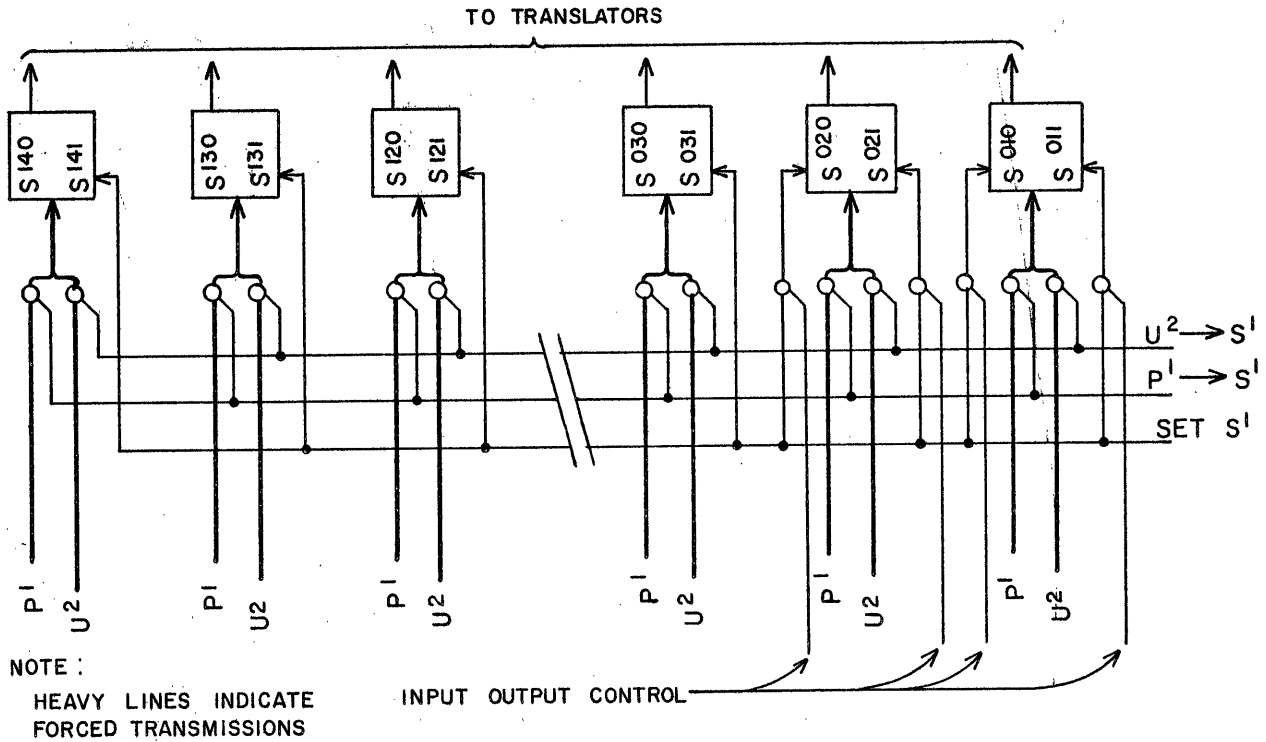 TO TRANSLATORS
S 140 S 141
S 130 S 131
S 120 S 121
S 030 S 031
S 020 S 021
S 010 S 011
U² → S¹
P¹ → S¹
SET S¹
P¹ U²
P¹ U2
P¹ U²
P¹ U²
P¹ U²
P¹ U²
NOTE :
HEAVY LINES INDICATE
FORCED TRANSMISSIONS
INPUT OUTPUT CONTROL